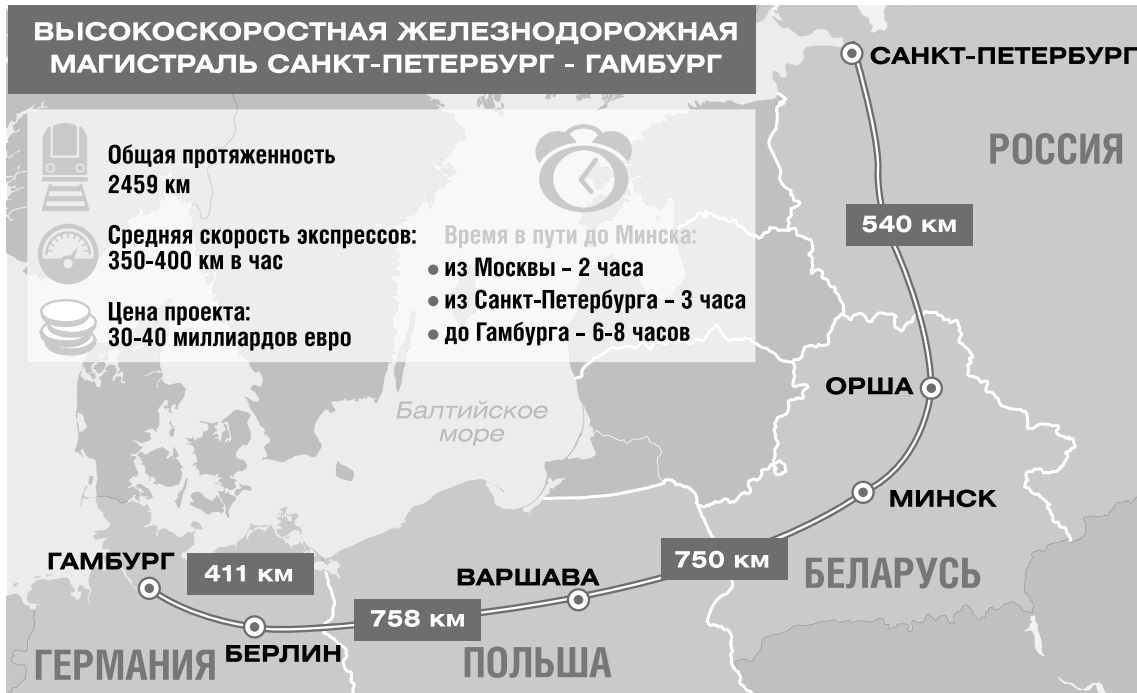 ВЫСОКОСКОРОСТНАЯ ЖЕЛЕЗНОДОРОЖНАЯ
МАГИСТРАЛЬ САНКТ-ПЕТЕРБУРГ - ГАМБУРГ
САНКТ-ПЕТЕРБУРГ
РОССИЯ
Общая протяженность
2459 км
Средняя скорость экспрессов:
350-400 км в час
Цена проекта:
30-40 миллиардов евро
Время в пути до Минска:
из Москвы – 2 часа
из Санкт-Петербурга – 3 часа
до Гамбурга – 6-8 часов
540 км
ОРША
Балтийское
море
МИНСК
БЕЛАРУСЬ
750 км
ВАРШАВА
758 км
ПОЛЬША
ГАМБУРГ
411 км
БЕРЛИН
ГЕРМАНИЯ